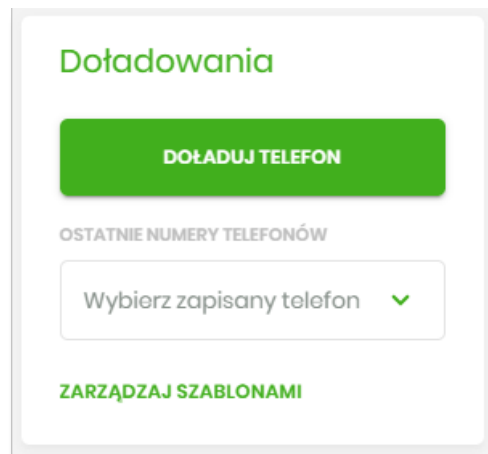 Doładowania
DOŁADUJ TELEFON
OSTATNIE NUMERY TELEFONÓW
Wybierz zapisany telefon
ZARZĄDZAJ SZABLONAMI